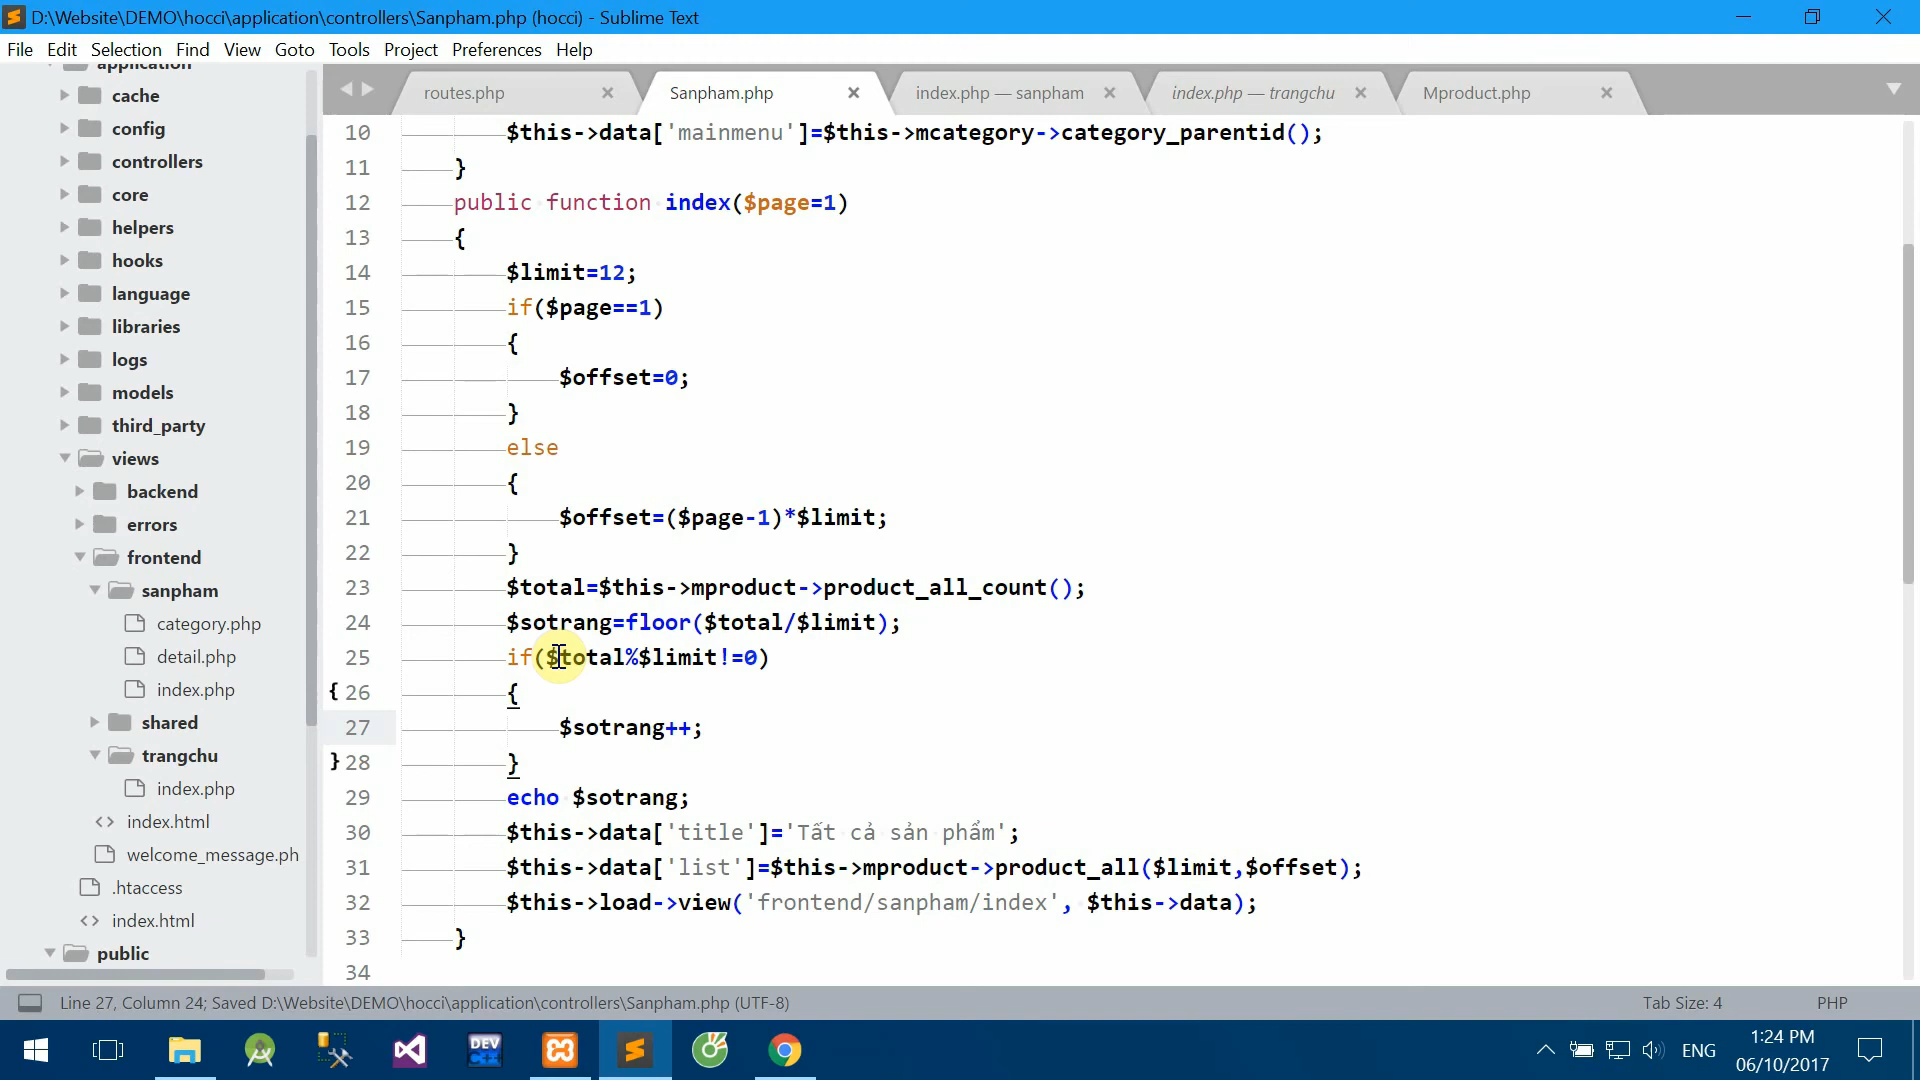 D:\Website\DEMO\hocci\application\controllers\Sanpham.php (hocci) - Sublime Text
File Edit Selection Find View Goto Tools Project Preferences Help
application
cache
config
controllers
core
helpers
hooks
language
libraries
logs
models
third_party
views
backend
errors
frontend
sanpham
category.php
detail.php
index.php
shared
trangchu
index.php
index.html
welcome_message.ph
.htaccess
index.html
public
routes.php
Sanpham.php
index.php — sanpham
index.php — trangchu
Mproduct.php
10 $this->data['mainmenu']=$this->mcategory->category_parentid();
11 }
12 public function index($page=1)
13 {
14 $limit=12;
15 if($page==1)
16 {
17 $offset=0;
18 }
19 else
20 {
21 $offset=($page-1)*$limit;
22 }
23 $total=$this->mproduct->product_all_count();
24 $sotrang=floor($total/$limit);
25 if($total%$limit!=0)
{ 26 {
27 $sotrang++;
} 28 }
29 echo $sotrang;
30 $this->data['title']='Tất cả sản phẩm';
31 $this->data['list']=$this->mproduct->product_all($limit,$offset);
32 $this->load->view('frontend/sanpham/index', $this->data);
33 }
34
Line 27, Column 24; Saved D:\Website\DEMO\hocci\application\controllers\Sanpham.php (UTF-8)
Tab Size: 4
PHP
DEV
ENG
1:24 PM
06/10/2017